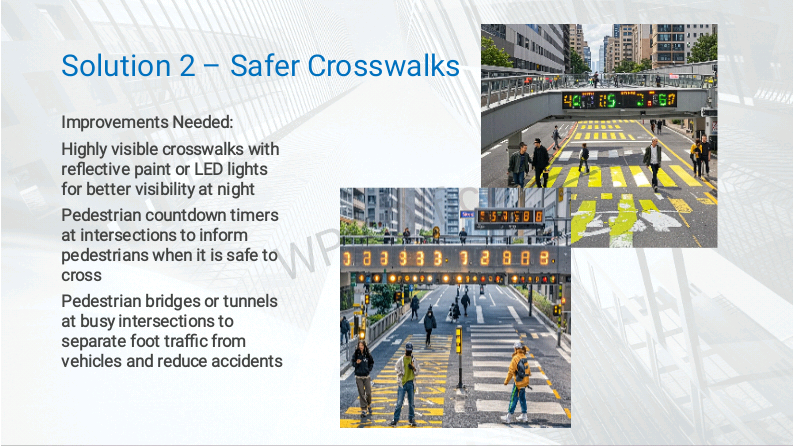 Solution 2 – Safer Crosswalks
Improvements Needed:
Highly visible crosswalks with
reflective paint or LED lights
for better visibility at night
Pedestrian countdown timers
at intersections to inform
pedestrians when it is safe to
cross
Pedestrian bridges or tunnels
at busy intersections to
separate foot traffic from
vehicles and reduce accidents